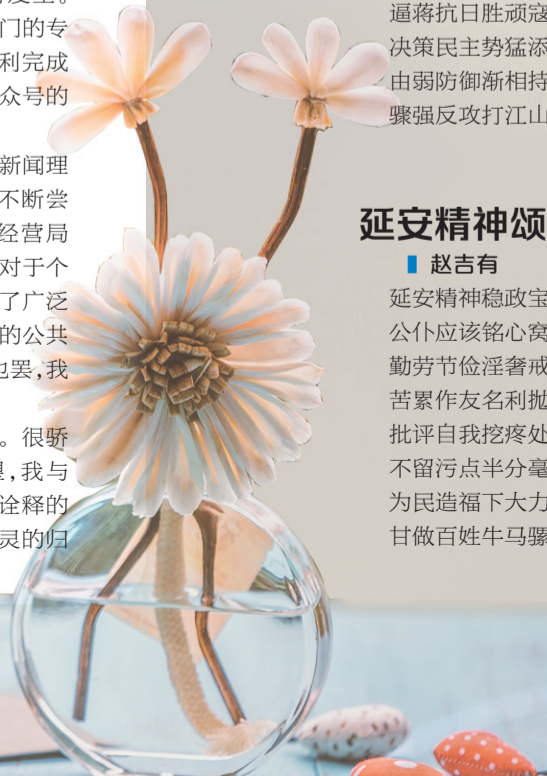 门的专
利完成
众号的
新闻理
不断尝
经营局
对于个
了广泛
的公共
也罢,我
。很骄
,我与
诠释的
灵的归
逼蒋抗日胜顽寇
决策民主势猛添
由弱防御渐相持
骤强反攻打江山
延安精神颂
赵吉有
延安精神稳政宝
公仆应该铭心窝
勤劳节俭淫奢戒
苦累作友名利抛
批评自我挖疼处
不留污点半分毫
为民造福下大力
甘做百姓牛马骡